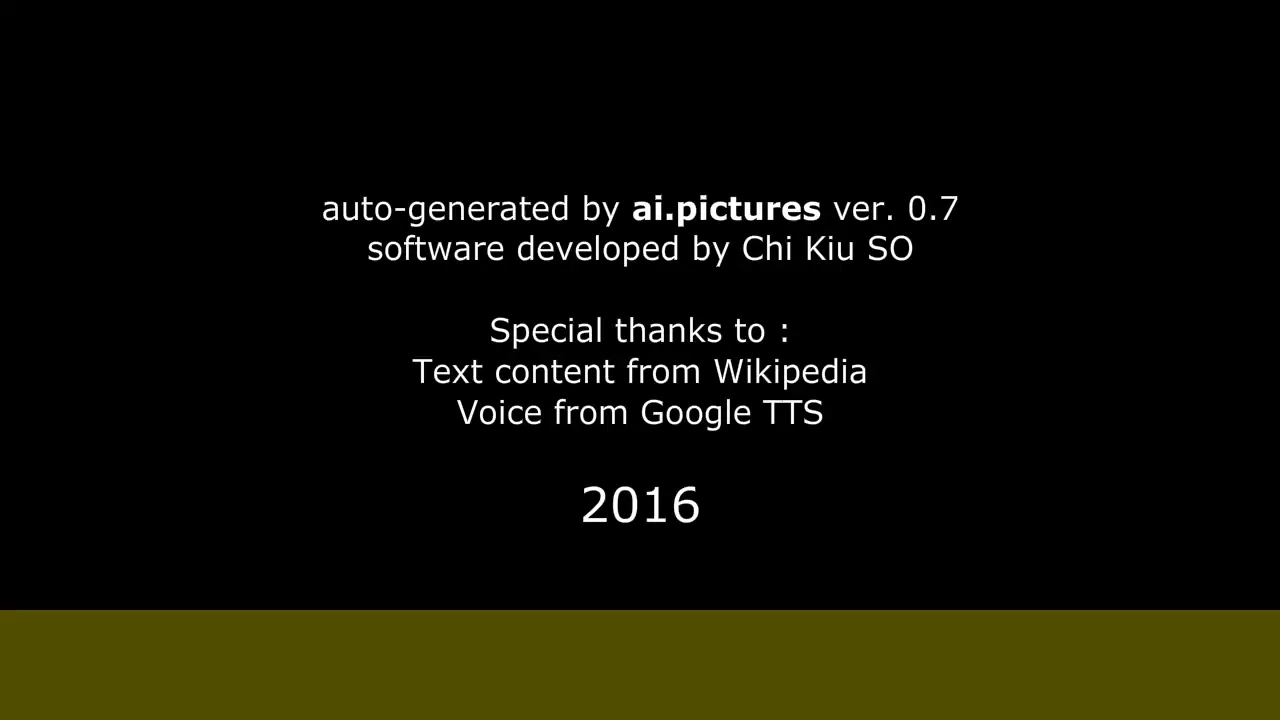 auto-generated by ai.pictures ver. 0.7
software developed by Chi Kiu SO
Special thanks to :
Text content from Wikipedia
Voice from Google TTS
2016